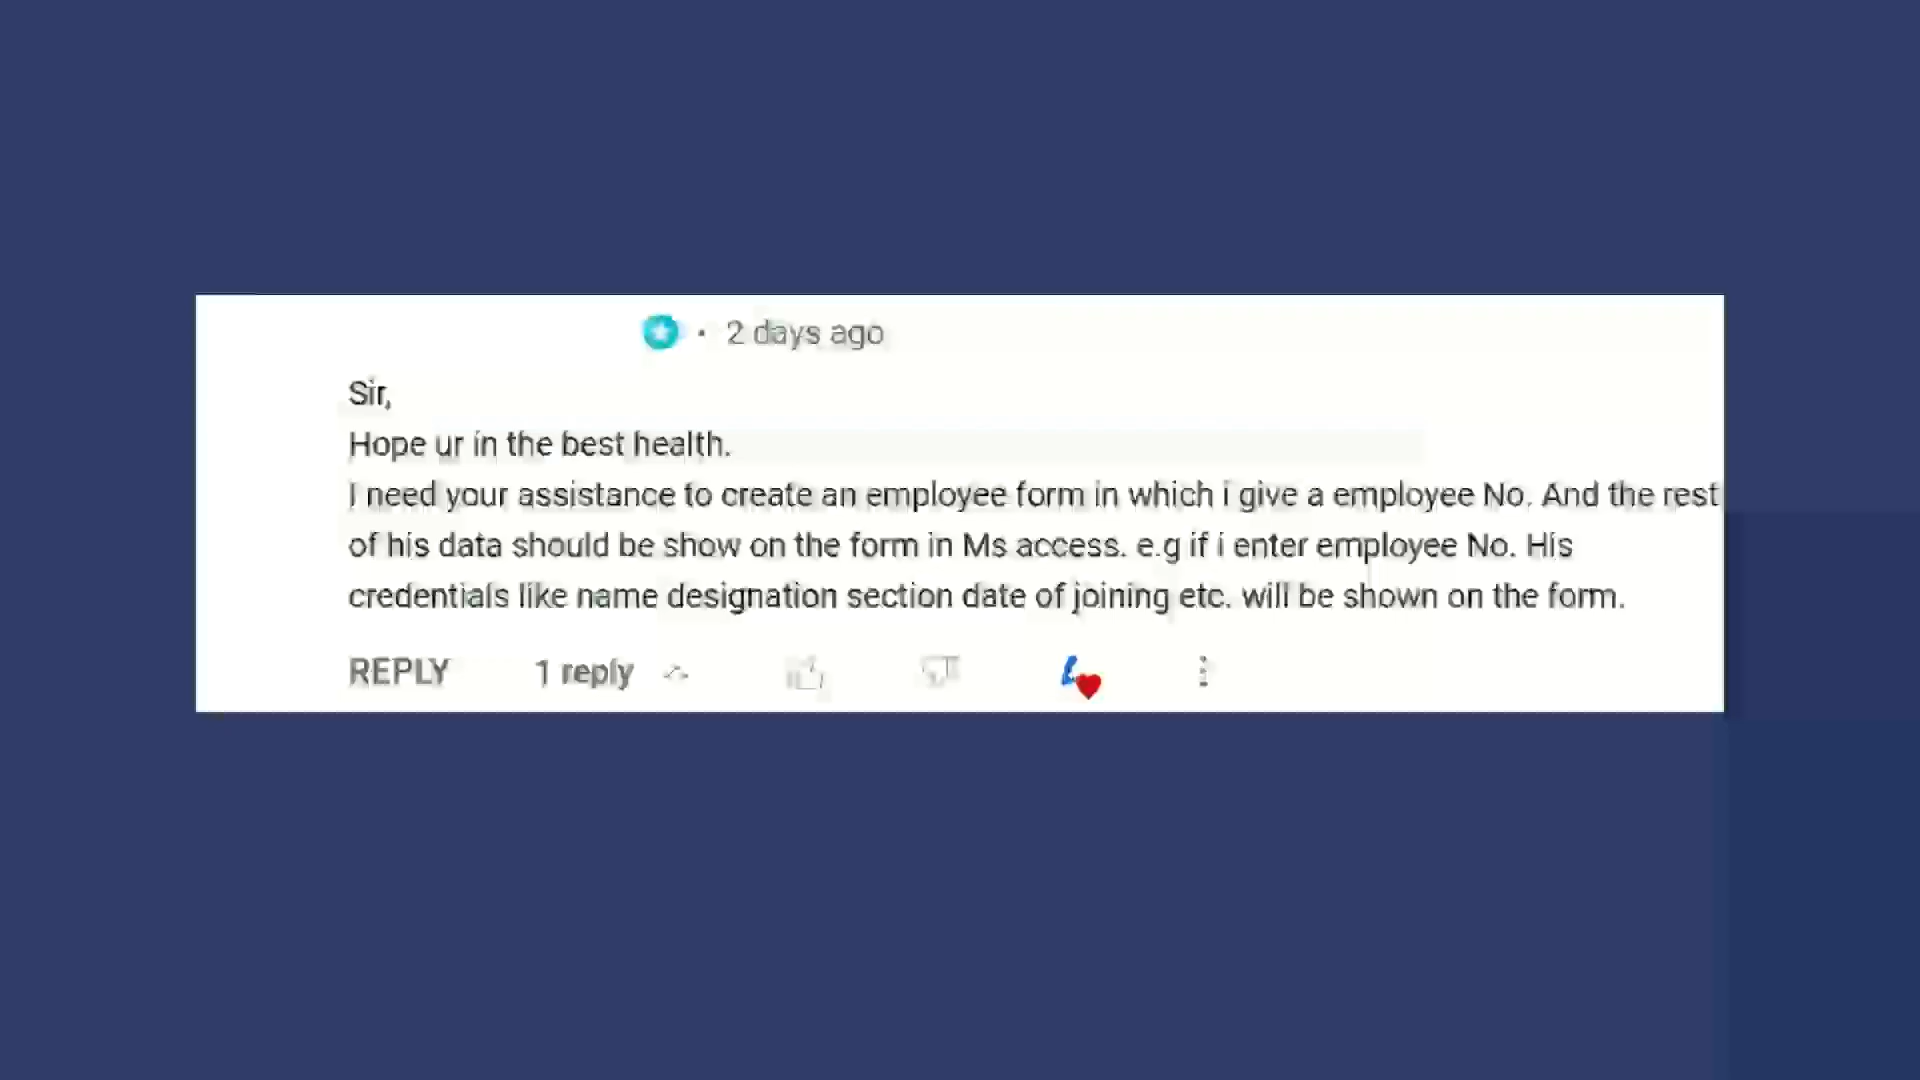 · 2 days ago
Sir,
Hope ur in the best health.
I need your assistance to create an employee form in which i give a employee No. And the rest
of his data should be show on the form in Ms access. e.g if i enter employee No. His
credentials like name designation section date of joining etc. will be shown on the form.
REPLY 1 reply